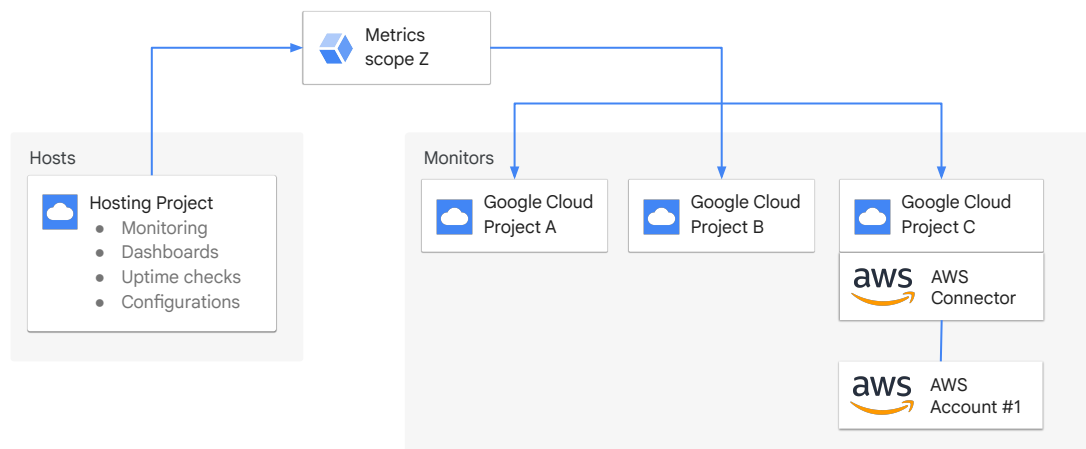 Metrics
scope Z
Hosts
Hosting Project
● Monitoring
● Dashboards
● Uptime checks
● Configurations
Monitors
Google Cloud
Project A
Google Cloud
Project B
Google Cloud
Project C
aws
AWS
Connector
aws
AWS
Account #1